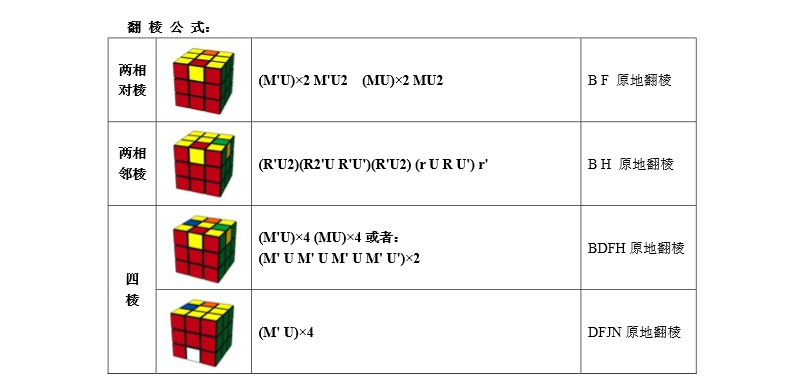 翻 棱 公 式:
两相
对棱
(M'U)×2 M'U2 (MU)×2 MU2
B F 原地翻棱
两相
邻棱
(R'U2)(R2'U R'U')(R'U2) (r U R U') r'
B H 原地翻棱
四
棱
(M'U)×4 (MU)×4 或者:
(M' U M' U M' U M' U')×2
BDFH 原地翻棱
(M' U)×4
DFJN 原地翻棱